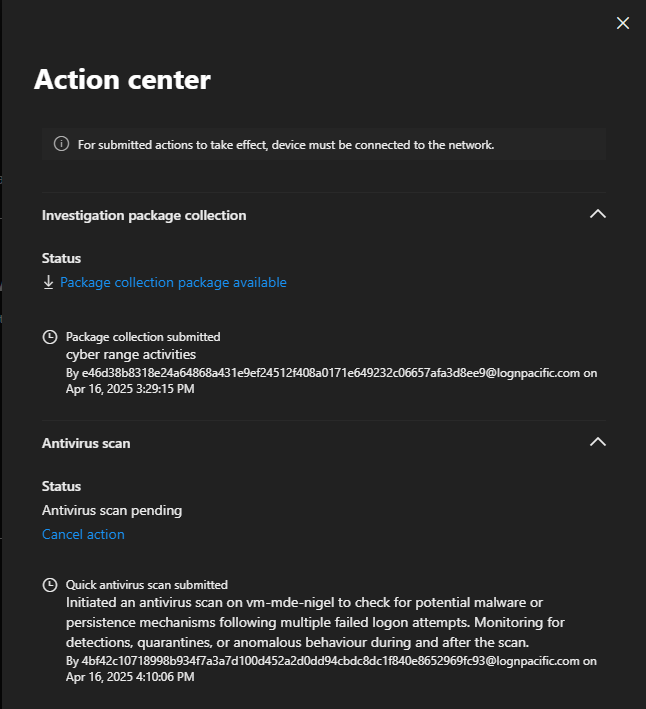 Action center
For submitted actions to take effect, device must be connected to the network.
Investigation package collection
Status
Package collection package available
Package collection submitted
cyber range activities
By e46d38b8318e24a64868a431e9ef24512f408a0171e649232c06657afa3d8ee9@lognpacific.com on
Apr 16, 2025 3:29:15 PM
Antivirus scan
Status
Antivirus scan pending
Cancel action
Quick antivirus scan submitted
Initiated an antivirus scan on vm-mde-nigel to check for potential malware or
persistence mechanisms following multiple failed logon attempts. Monitoring for
detections, quarantines, or anomalous behaviour during and after the scan.
By 4bf42c10718998b934f7a3a7d100d452a2d0dd94cbdc8dc1f840e8652969fc93@lognpacific.com on
Apr 16, 2025 4:10:06 PM